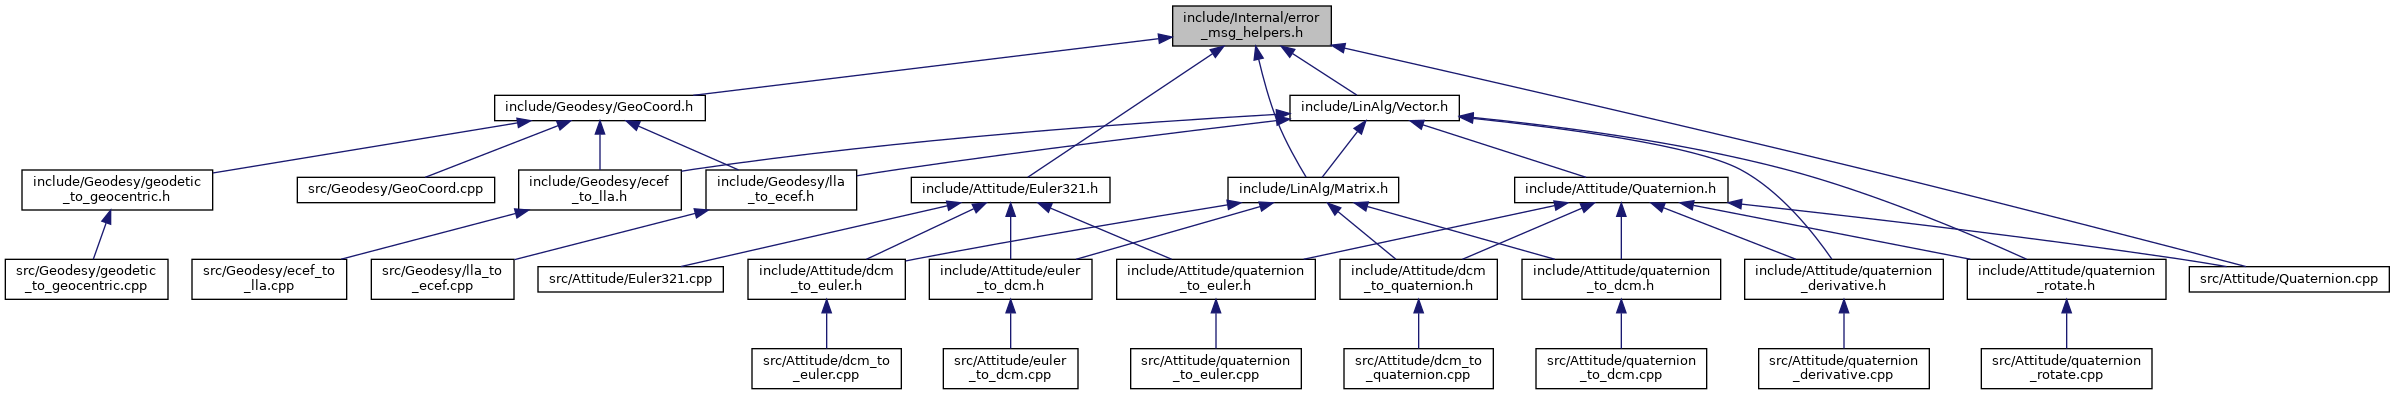 include/Internal/error
_msg_helpers.h
include/Geodesy/GeoCoord.h
include/LinAlg/Vector.h
include/Geodesy/geodetic
_to_geocentric.h
src/Geodesy/GeoCoord.cpp
include/Geodesy/ecef
_to_lla.h
include/Geodesy/lla
_to_ecef.h
include/Attitude/Euler321.h
include/LinAlg/Matrix.h
include/Attitude/Quaternion.h
src/Geodesy/geodetic
_to_geocentric.cpp
src/Geodesy/ecef_to
_lla.cpp
src/Geodesy/lla_to
_ecef.cpp
src/Attitude/Euler321.cpp
include/Attitude/dcm
_to_euler.h
include/Attitude/euler
_to_dcm.h
include/Attitude/quaternion
_to_euler.h
include/Attitude/dcm
_to_quaternion.h
include/Attitude/quaternion
_to_dcm.h
include/Attitude/quaternion
_derivative.h
include/Attitude/quaternion
_rotate.h
src/Attitude/Quaternion.cpp
src/Attitude/dcm_to
_euler.cpp
src/Attitude/euler
_to_dcm.cpp
src/Attitude/quaternion
_to_euler.cpp
src/Attitude/dcm_to
_quaternion.cpp
src/Attitude/quaternion
_to_dcm.cpp
src/Attitude/quaternion
_derivative.cpp
src/Attitude/quaternion
_rotate.cpp